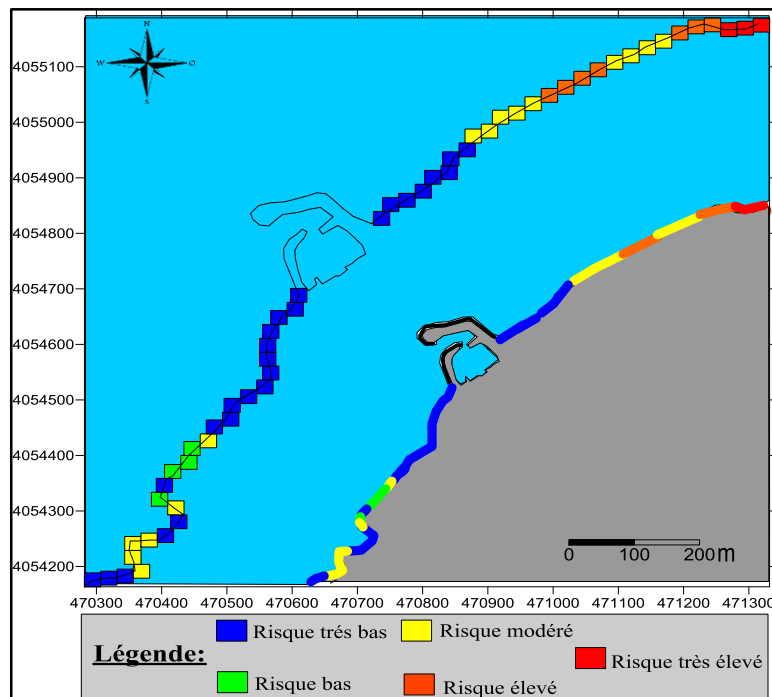 N
W O
S
4055100
4055000
4054900
4054800
4054700
4054600
4054500
4054400
4054300
4054200
0 100 200m
470300 470400 470500 470600 470700 470800 470900 471000 471100 471200 471300
Légende:
Risque trés bas
Risque modéré
Risque très élevé
Risque bas
Risque élevé